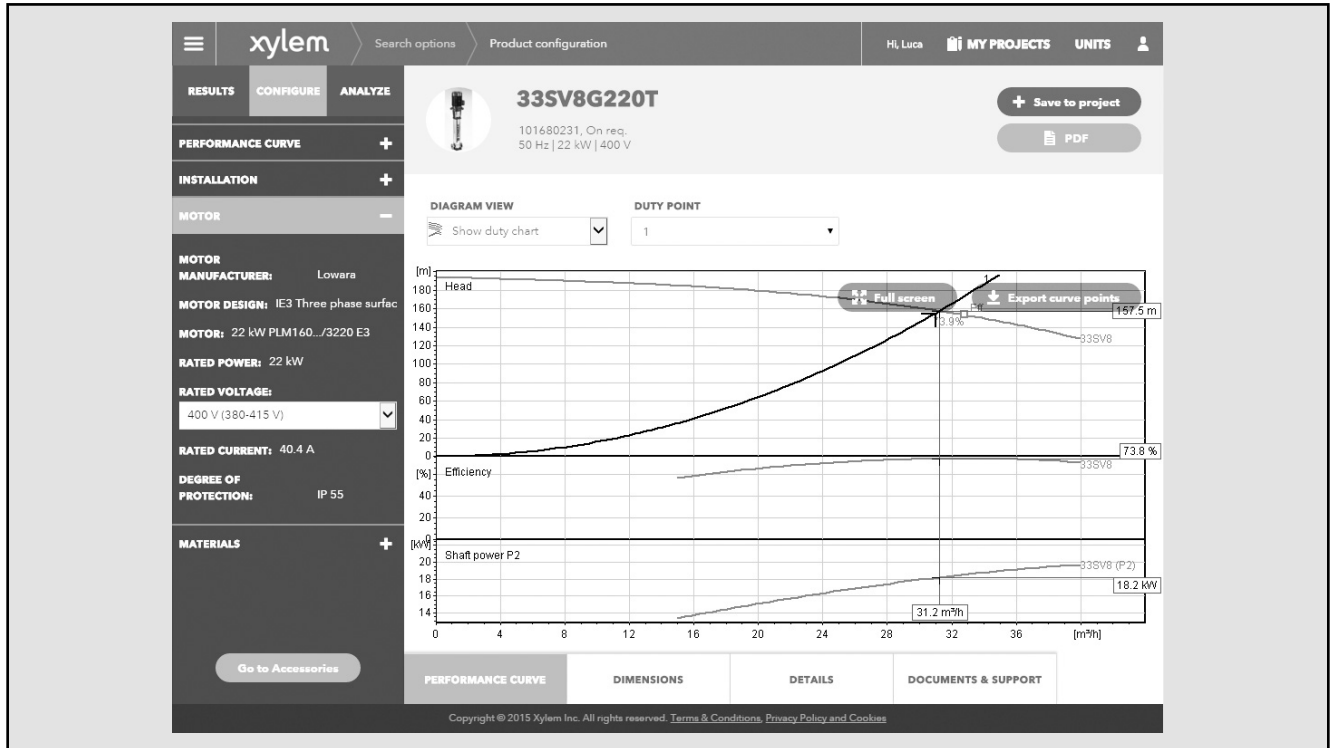 xylem
Search options
Product configuration
Hi, Luca
MY PROJECTS
UNITS
RESULTS
CONFIGURE
ANALYZE
PERFORMANCE CURVE +
INSTALLATION +
MOTOR −
MOTOR
MANUFACTURER: Lowara
MOTOR DESIGN: IE3 Three phase surfac
MOTOR: 22 kW PLM160.../3220 E3
RATED POWER: 22 kW
RATED VOLTAGE:
400 V (380-415 V)
RATED CURRENT: 40.4 A
DEGREE OF
PROTECTION: IP 55
MATERIALS +
Go to Accessories
33SV8G220T
101680231, On req.
50 Hz | 22 kW | 400 V
+ Save to project
PDF
DIAGRAM VIEW
Show duty chart
DUTY POINT
1
[m]
Head
180
160
140
120
100
80
60
40
20
0
1
Full screen
Export curve points
Eff
157.5 m
3.9%
33SV8
73.8 %
[%]
Efficiency
33SV8
40
20
0
[kW]
Shaft power P2
20
18
16
14
33SV8 (P2)
18.2 kW
31.2 m³/h
0 4 8 12 16 20 24 28 32 36 [m³/h]
PERFORMANCE CURVE
DIMENSIONS
DETAILS
DOCUMENTS & SUPPORT
Copyright © 2015 Xylem Inc. All rights reserved. Terms & Conditions, Privacy Policy and Cookies